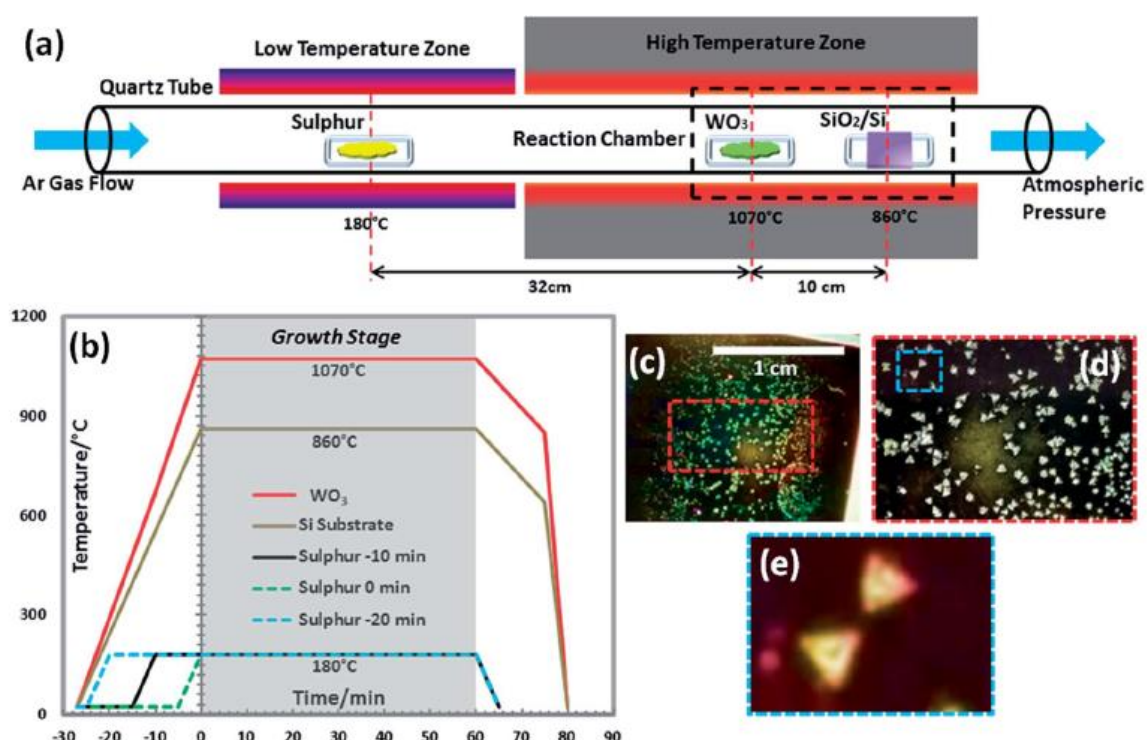 (a)
Low Temperature Zone
High Temperature Zone
Quartz Tube
Sulphur
Reaction Chamber
WO₃
SiO₂/Si
Ar Gas Flow
Atmospheric
Pressure
180°C
1070°C
860°C
32cm
10 cm
(b)
Growth Stage
1200
900
600
300
0
Temperature/°C
1070°C
860°C
WO₃
Si Substrate
Sulphur -10 min
Sulphur 0 min
Sulphur -20 min
180°C
Time/min
-30 -20 -10 0 10 20 30 40 50 60 70 80 90
(c)
1 cm
(d)
(e)